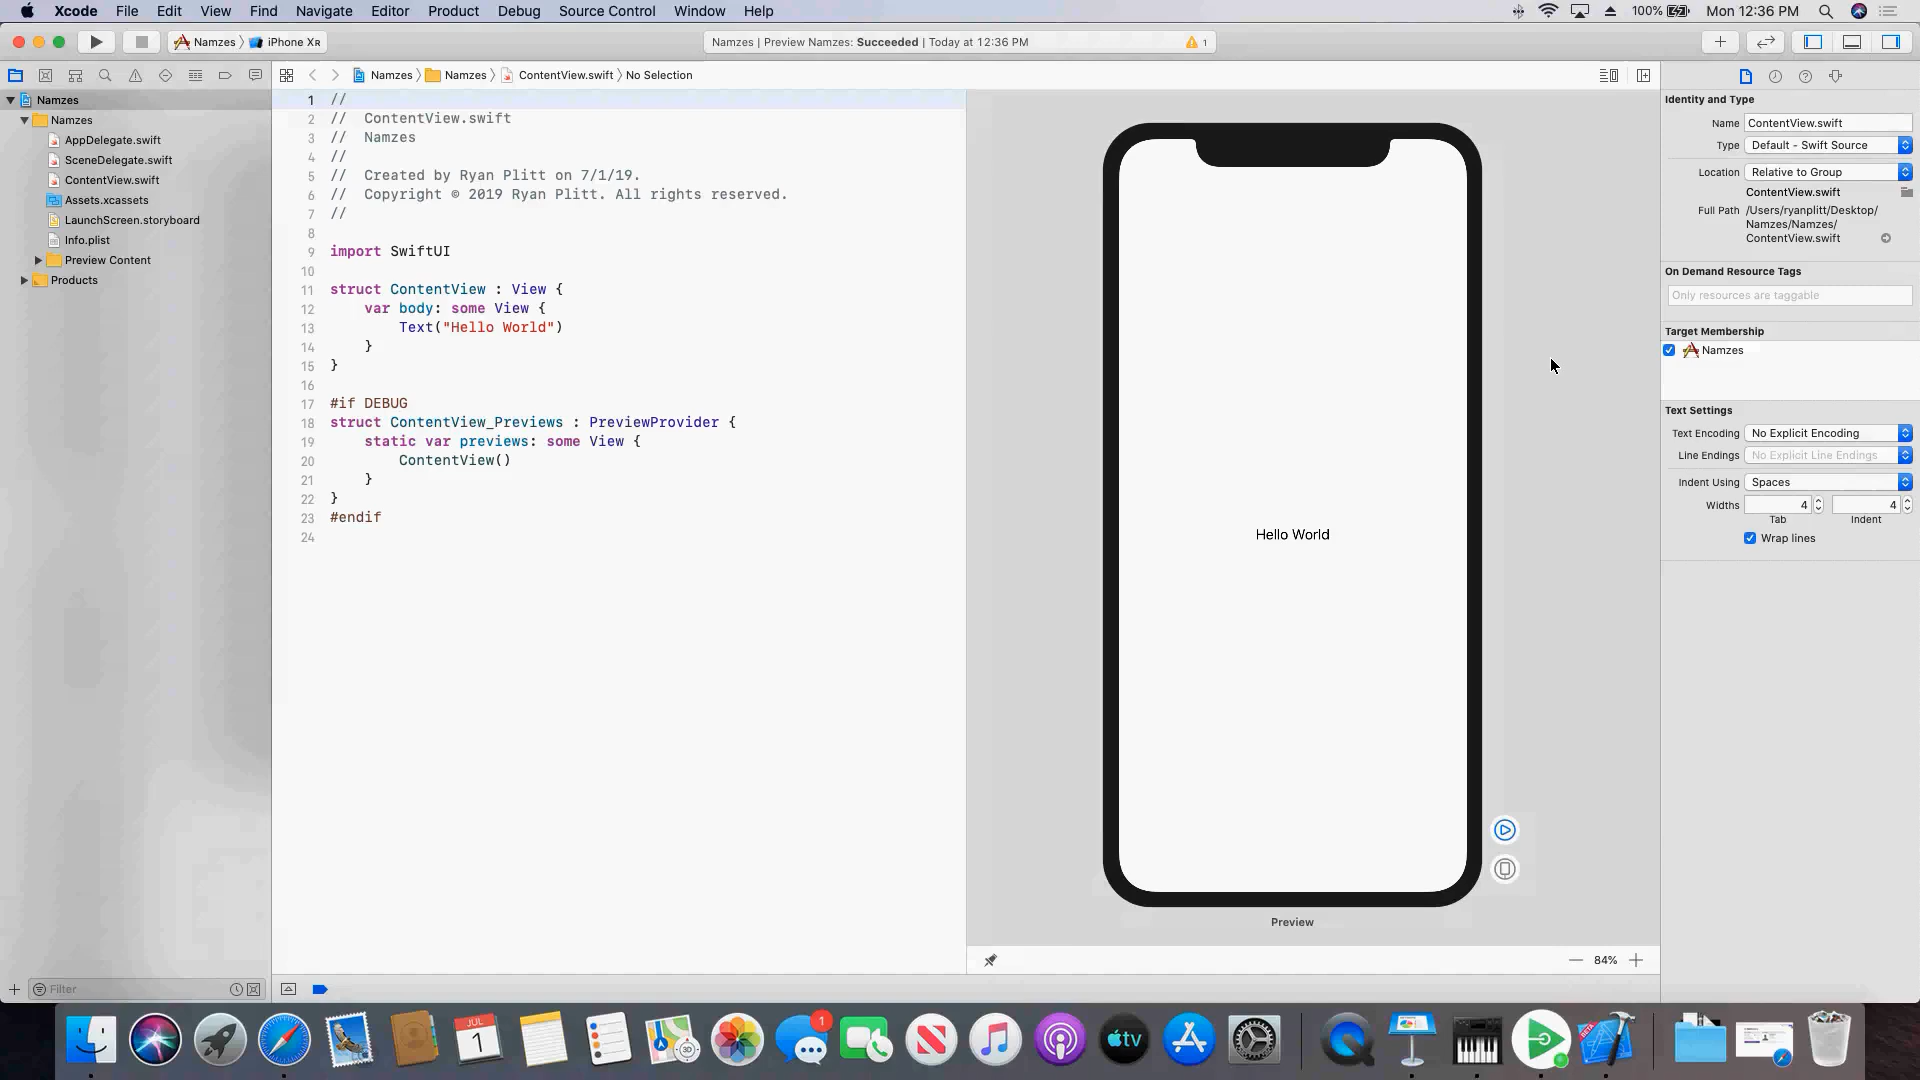 Xcode File Edit View Find Navigate Editor Product Debug Source Control Window Help 100% Mon 12:36 PM
Namzes iPhone XR Namzes | Preview Namzes: Succeeded | Today at 12:36 PM 1
Namzes Namzes ContentView.swift No Selection
Namzes
Namzes
AppDelegate.swift
SceneDelegate.swift
ContentView.swift
Assets.xcassets
LaunchScreen.storyboard
Info.plist
Preview Content
Products
Filter
1 //
2 // ContentView.swift
3 // Namzes
4 //
5 // Created by Ryan Plitt on 7/1/19.
6 // Copyright © 2019 Ryan Plitt. All rights reserved.
7 //
8
9 import SwiftUI
10
11 struct ContentView : View {
12 var body: some View {
13 Text("Hello World")
14 }
15 }
16
17 #if DEBUG
18 struct ContentView_Previews : PreviewProvider {
19 static var previews: some View {
20 ContentView()
21 }
22 }
23 #endif
24
Hello World
Preview
84%
Identity and Type
Name ContentView.swift
Type Default - Swift Source
Location Relative to Group
ContentView.swift
Full Path /Users/ryanplitt/Desktop/
Namzes/Namzes/
ContentView.swift
On Demand Resource Tags
Only resources are taggable
Target Membership
Namzes
Text Settings
Text Encoding No Explicit Encoding
Line Endings No Explicit Line Endings
Indent Using Spaces
Widths 4 4
Tab Indent
Wrap lines
JUL
1
1
3D
tv
BETA